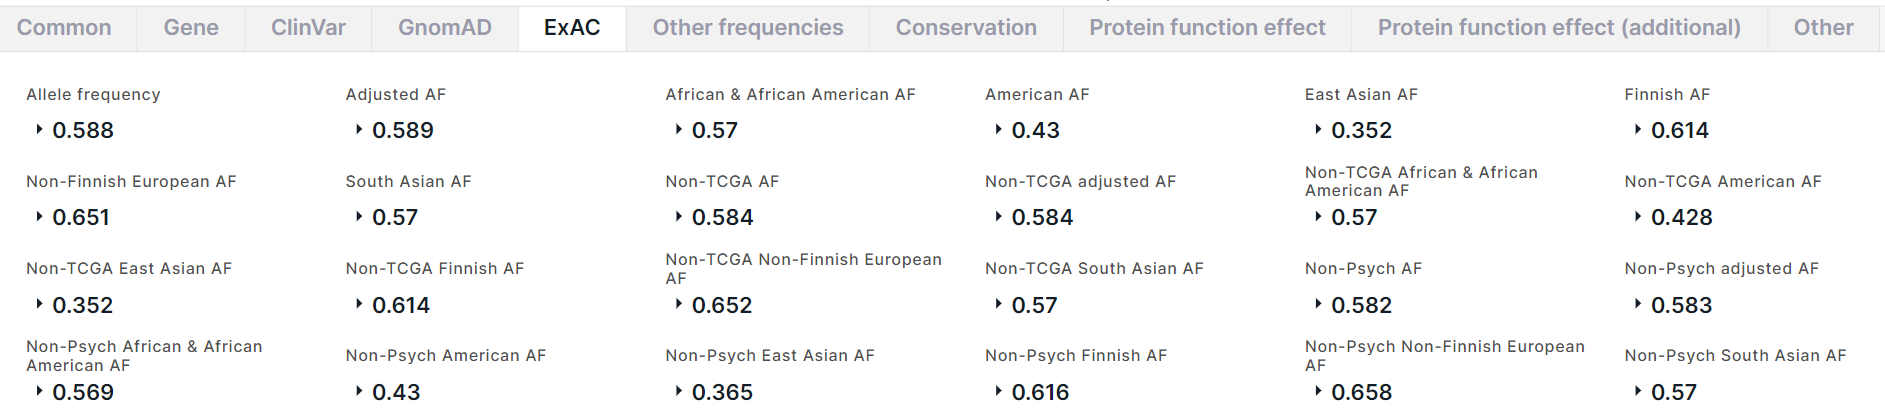 Common Gene ClinVar GnomAD ExAC Other frequencies Conservation Protein function effect Protein function effect (additional) Other
Allele frequency Adjusted AF African & African American AF American AF East Asian AF Finnish AF
0.588 0.589 0.57 0.43 0.352 0.614
Non-Finnish European AF South Asian AF Non-TCGA AF Non-TCGA adjusted AF Non-TCGA African & African Non-TCGA American AF
American AF
0.651 0.57 0.584 0.584 0.57 0.428
Non-TCGA East Asian AF Non-TCGA Finnish AF Non-TCGA Non-Finnish European Non-TCGA South Asian AF Non-Psych AF Non-Psych adjusted AF
AF
0.352 0.614 0.652 0.57 0.582 0.583
Non-Psych African & African Non-Psych American AF Non-Psych East Asian AF Non-Psych Finnish AF Non-Psych Non-Finnish European Non-Psych South Asian AF
American AF AF
0.569 0.43 0.365 0.616 0.658 0.57